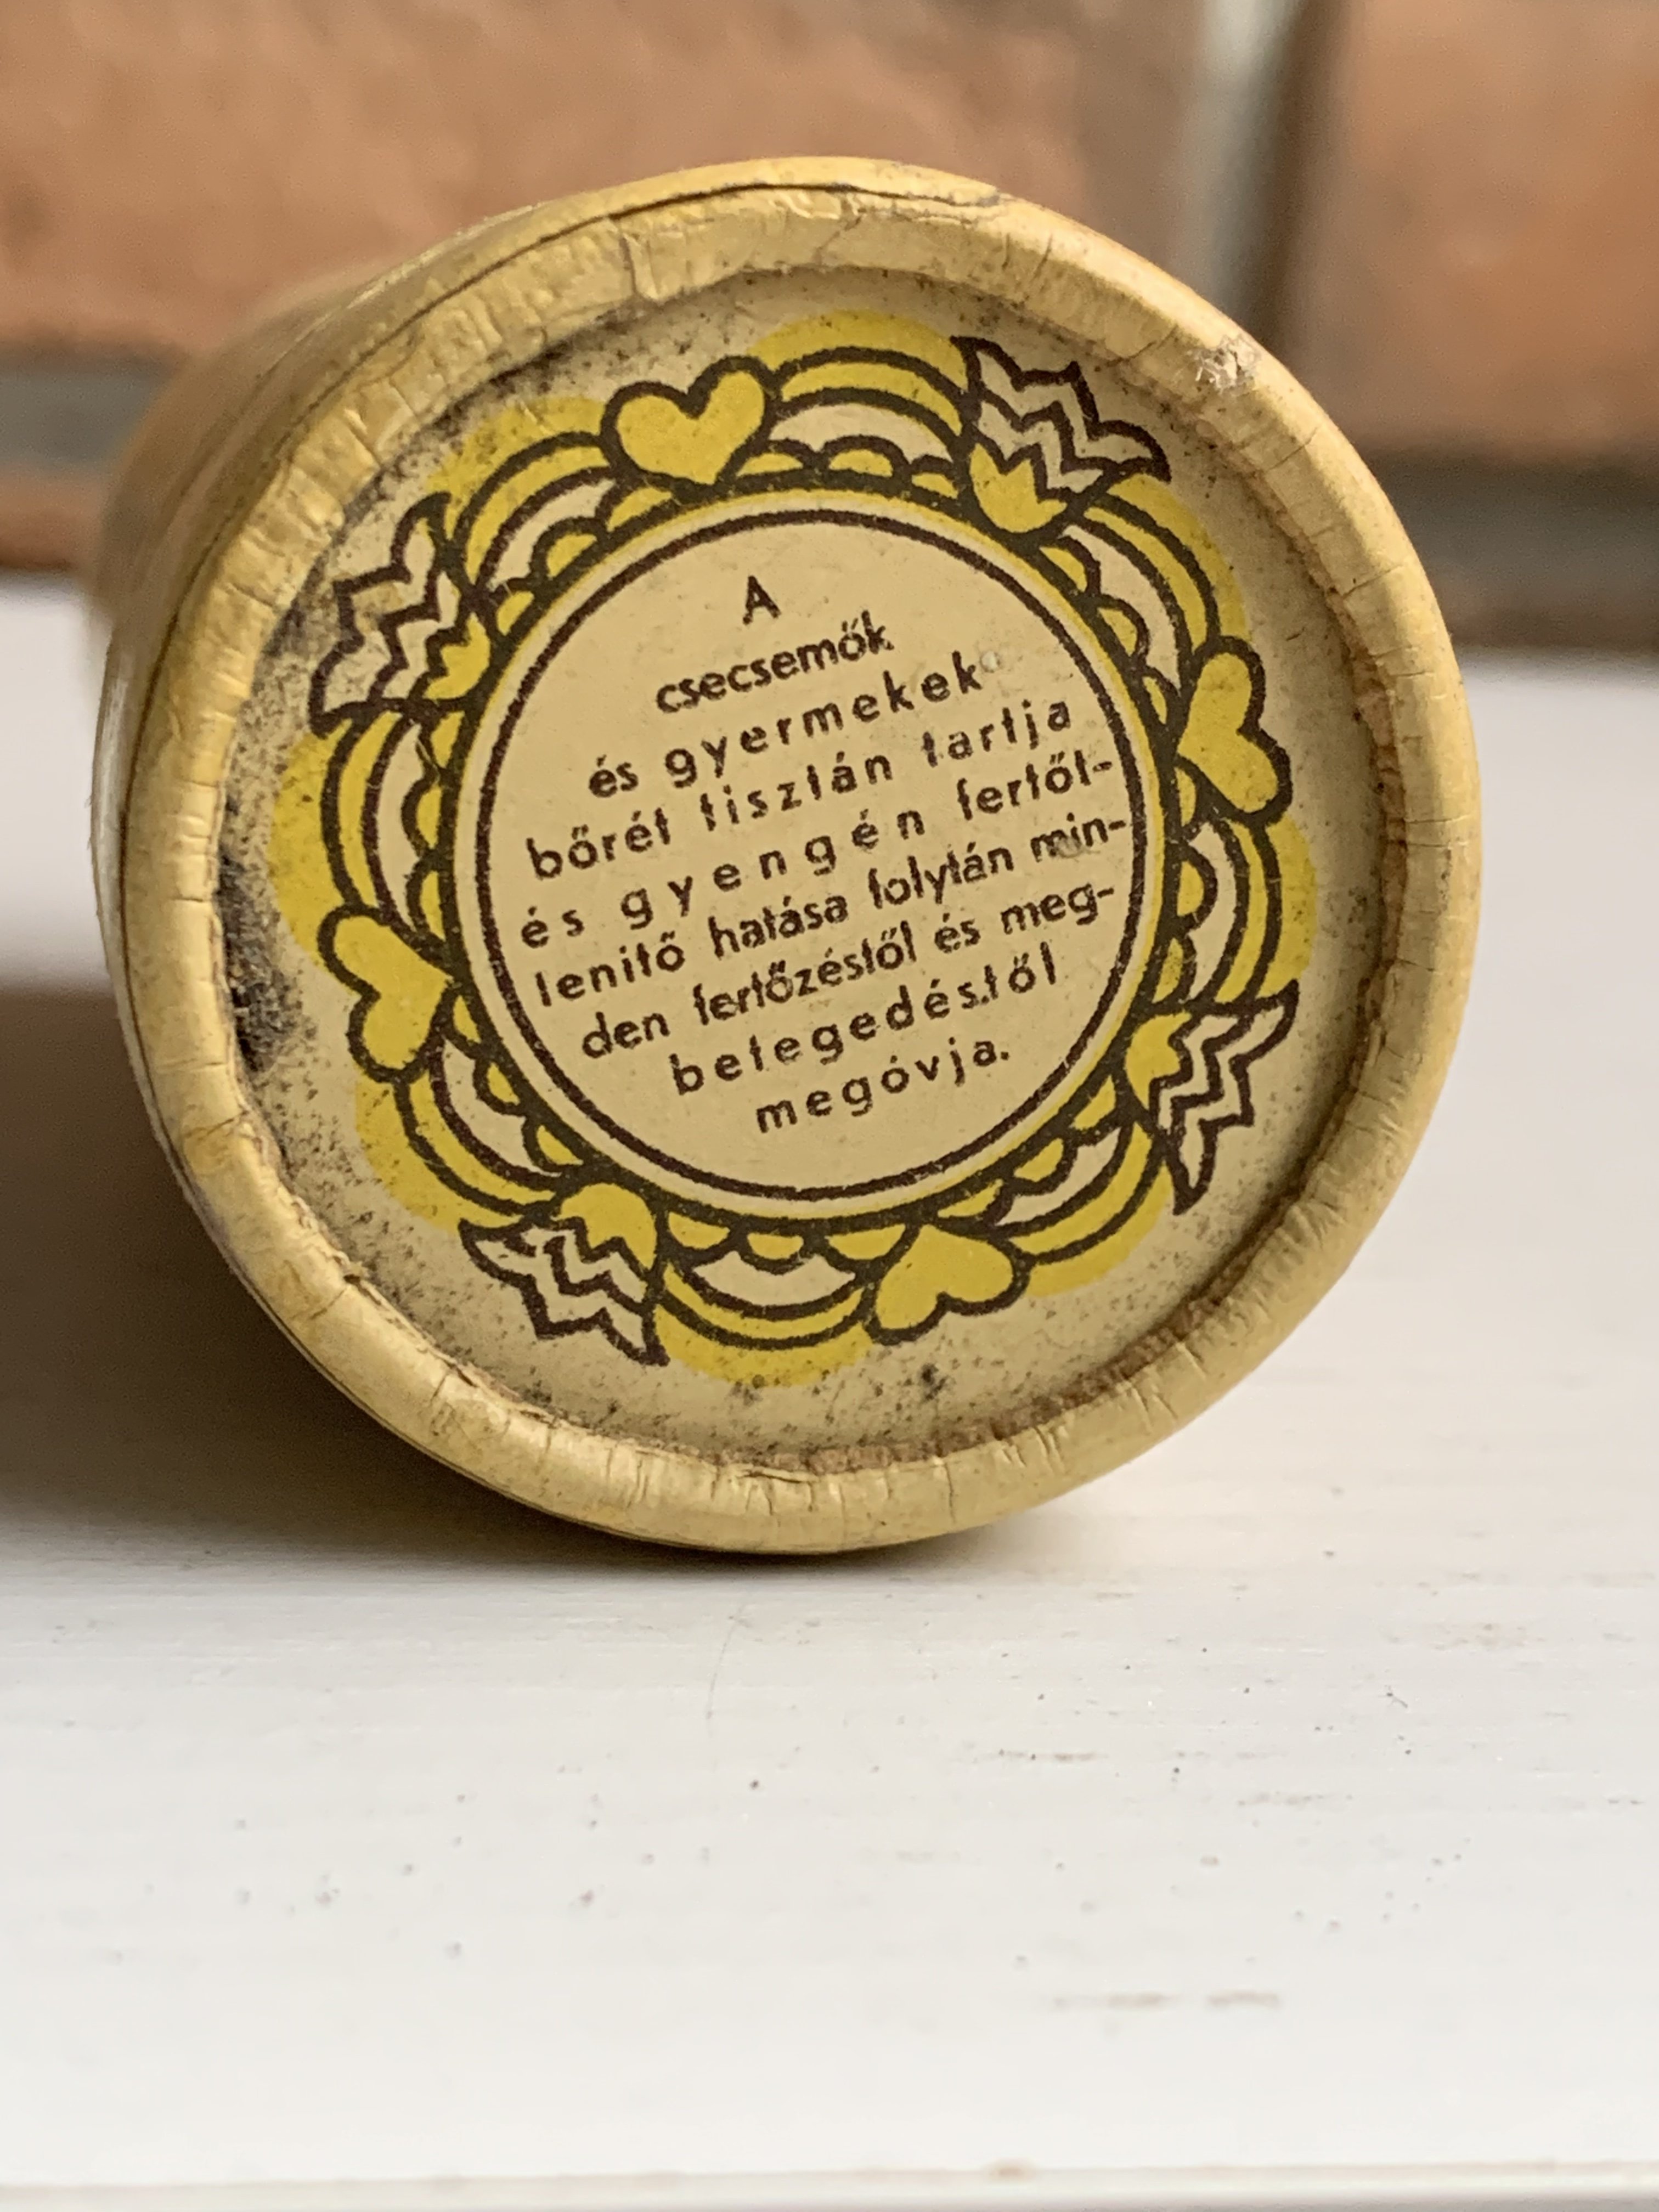 A
csecsemők
és gyermekek
bőrét tisztán tartja
és gyengén fertőt-
lenítő hatása folytán min-
den fertőzéstől és meg-
betegedéstől
megóvja.